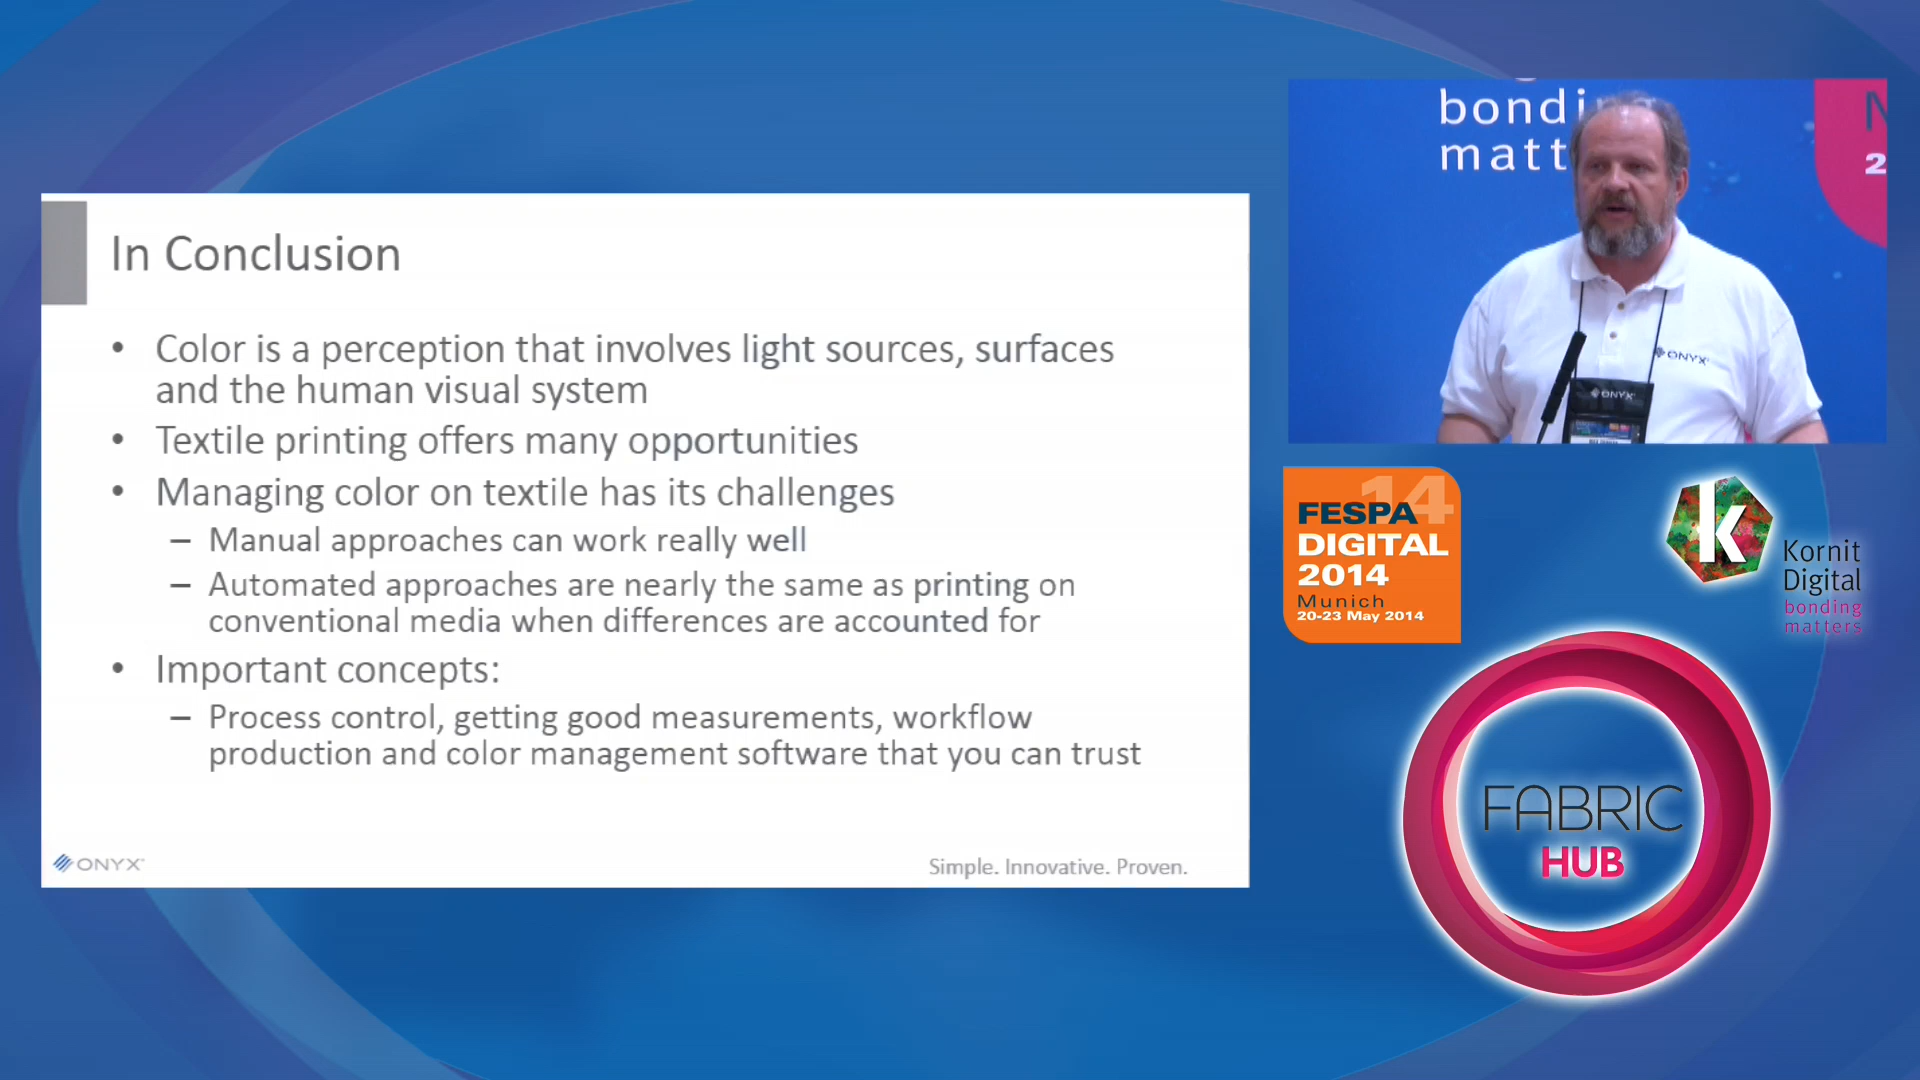 In Conclusion
• Color is a perception that involves light sources, surfaces
and the human visual system
• Textile printing offers many opportunities
• Managing color on textile has its challenges
– Manual approaches can work really well
– Automated approaches are nearly the same as printing on
conventional media when differences are accounted for
• Important concepts:
– Process control, getting good measurements, workflow
production and color management software that you can trust
ONYX
Simple. Innovative. Proven.
bondi
matt
N
2
ONYX
ONYX
14
FESPA
DIGITAL
2014
Munich
20-23 May 2014
k
Kornit
Digital
bonding
matters
FABRIC
HUB